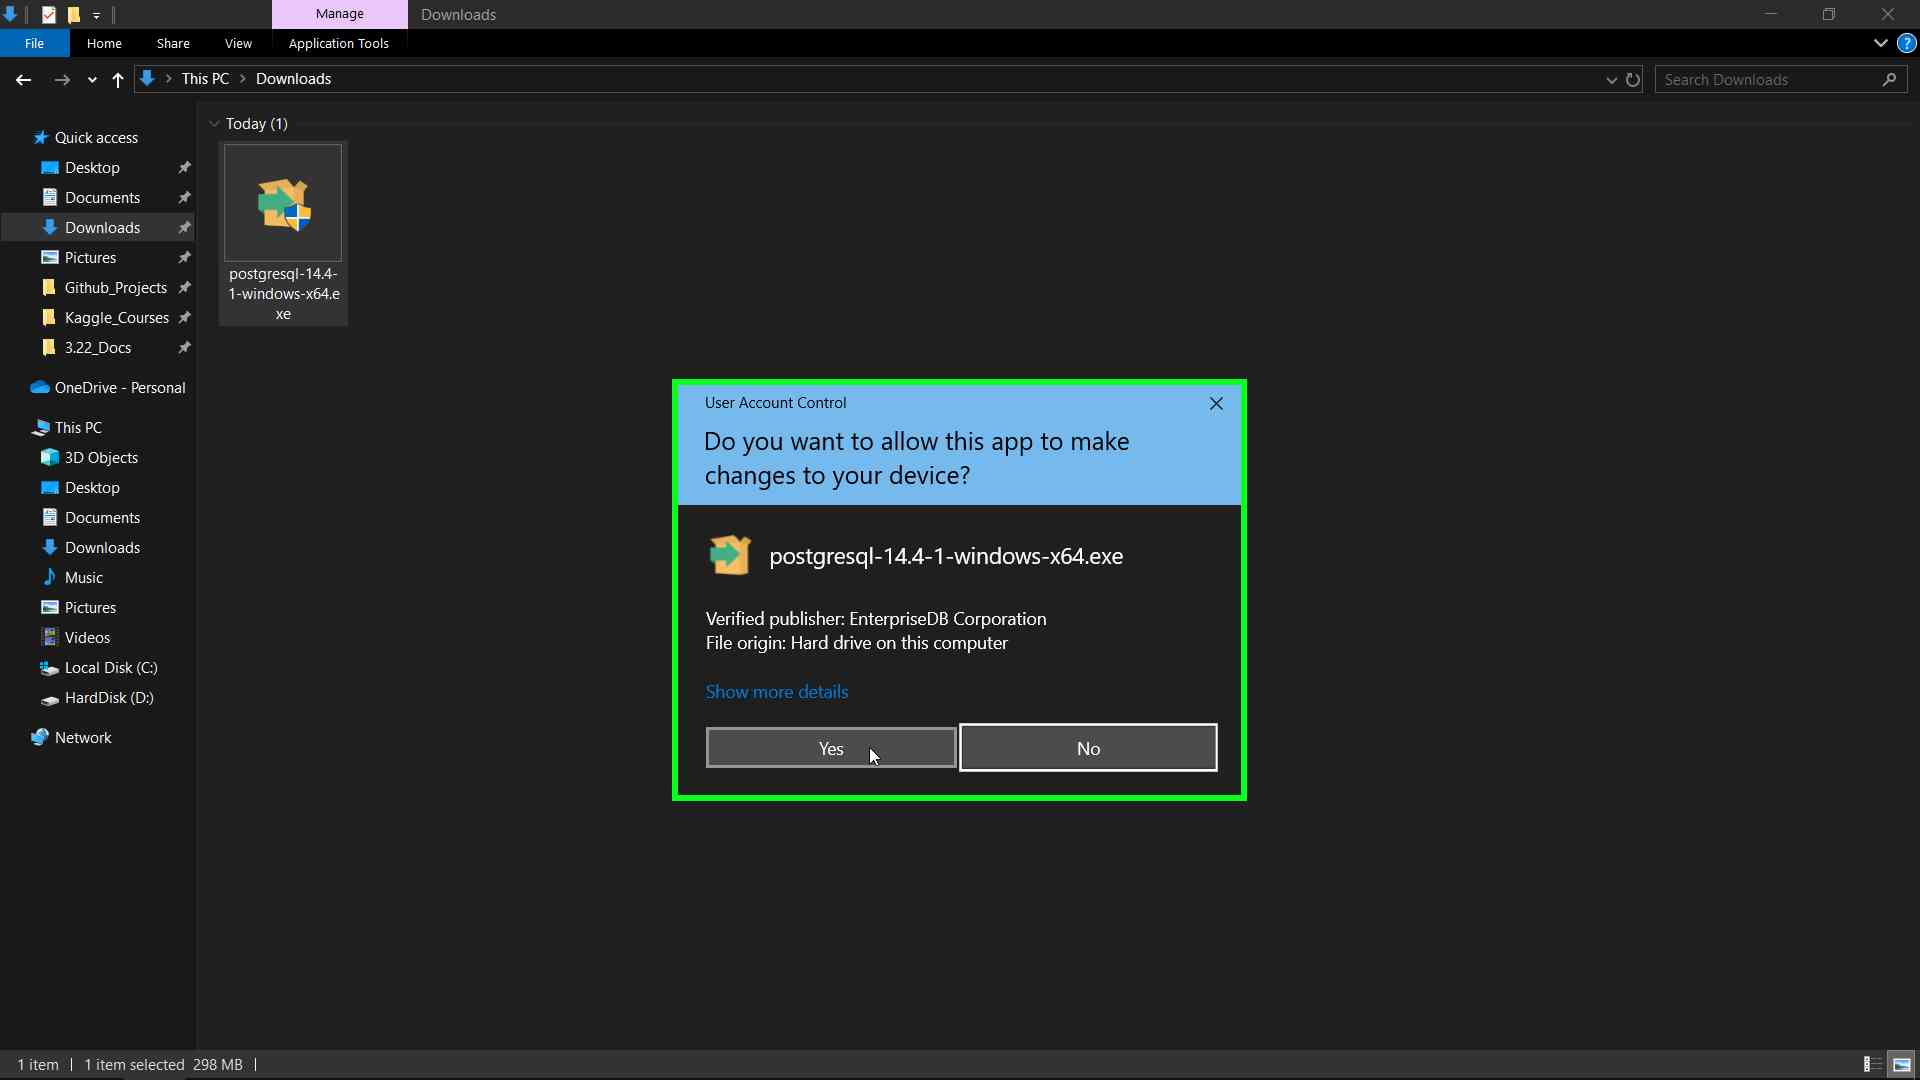 Manage
Downloads
File
Home
Share
View
Application Tools
?
This PC
Downloads
Search Downloads
Quick access
Desktop
Documents
Downloads
Pictures
Github_Projects
Kaggle_Courses
3.22_Docs
OneDrive - Personal
This PC
3D Objects
Desktop
Documents
Downloads
Music
Pictures
Videos
Local Disk (C:)
HardDisk (D:)
Network
Today (1)
postgresql-14.4-
1-windows-x64.e
xe
User Account Control
Do you want to allow this app to make
changes to your device?
postgresql-14.4-1-windows-x64.exe
Verified publisher: EnterpriseDB Corporation
File origin: Hard drive on this computer
Show more details
Yes
No
1 item
1 item selected 298 MB